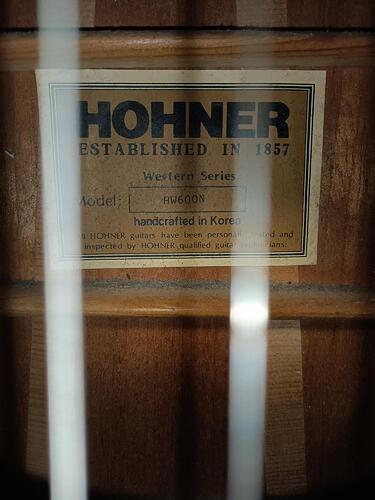 HOHNER
ESTABLISHED IN 1857
Western Series
Model: HW600N
handcrafted in Korea
HOHNER guitars have been personally tested and
inspected by HOHNER qualified guitar technicians.